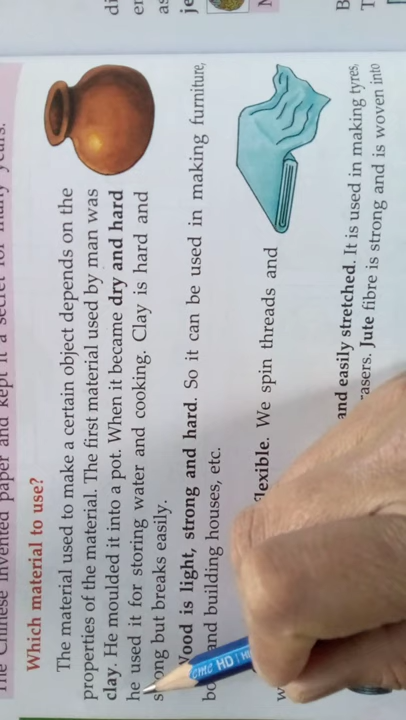 The Chinese invented paper and kept it a secret for many years.
Which material to use?
The material used to make a certain object depends on the
properties of the material. The first material used by man was
clay. He moulded it into a pot. When it became dry and hard
he used it for storing water and cooking. Clay is hard and
strong but breaks easily.
Wood is light, strong and hard. So it can be used in making furniture,
and building houses, etc.
flexible. We spin threads and
and easily stretched. It is used in making tyres,
erasers. Jute fibre is strong and is woven into
cmc HD